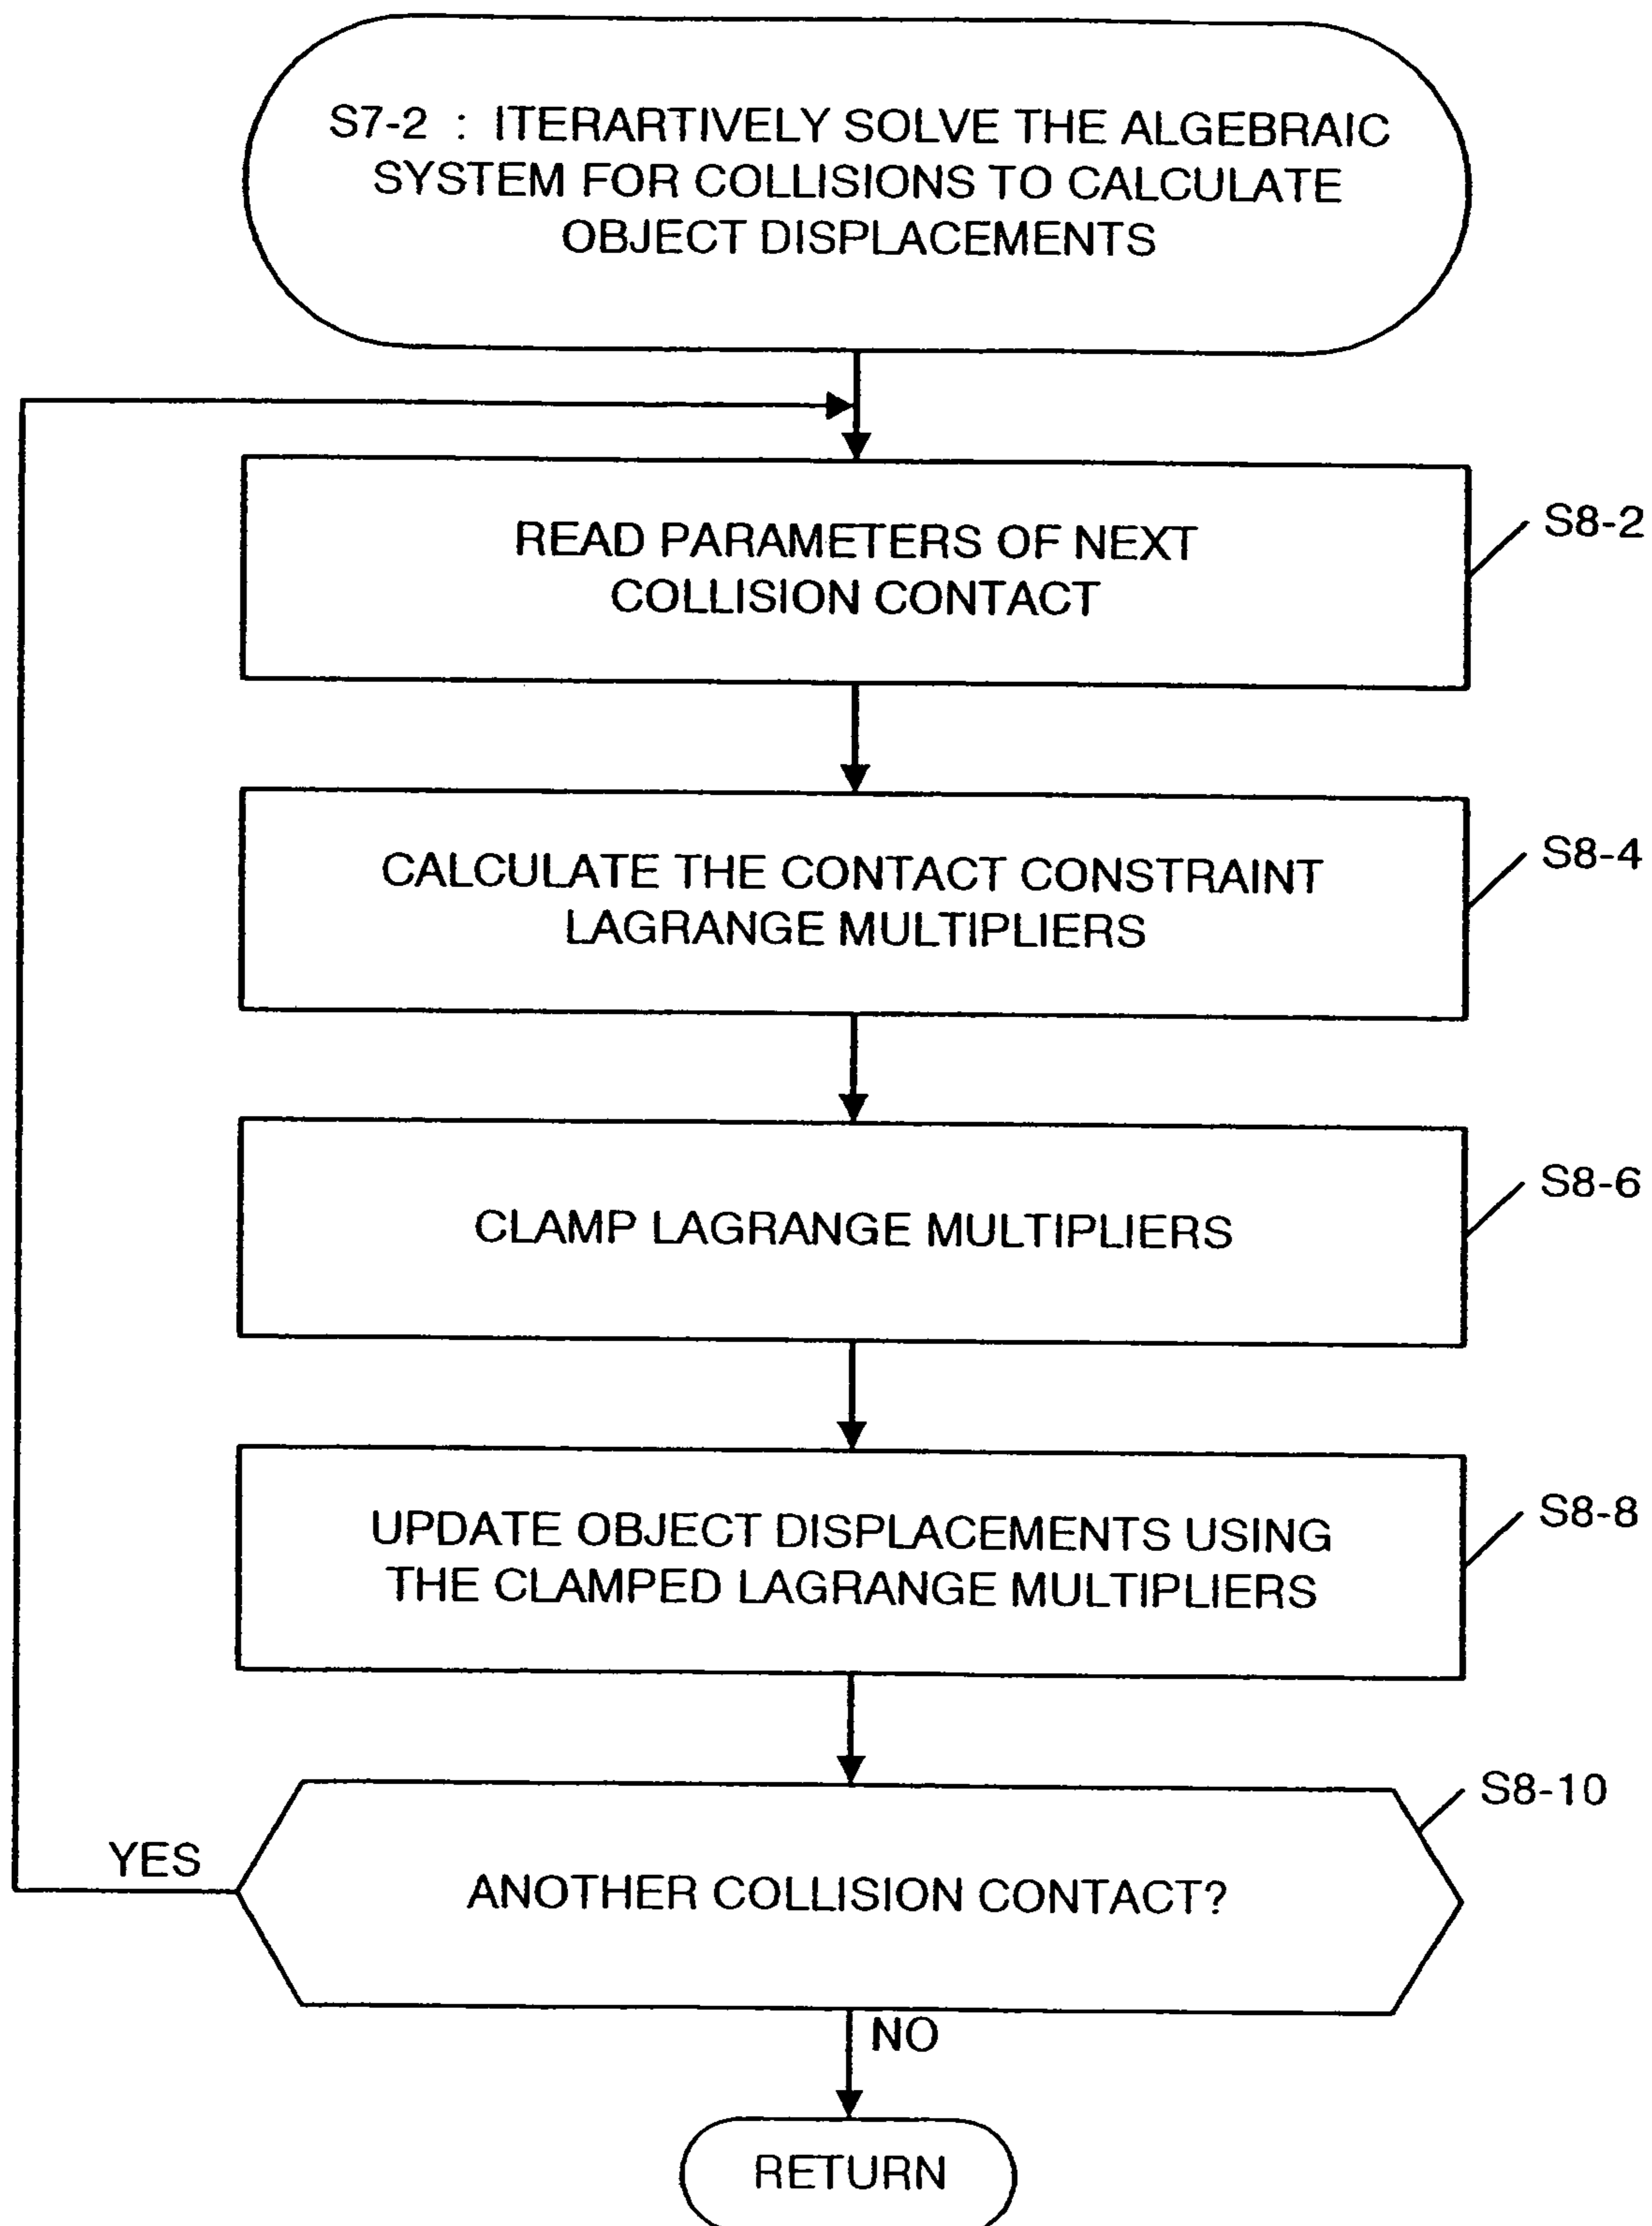 S7-2 : ITERARTIVELY SOLVE THE ALGEBRAIC
SYSTEM FOR COLLISIONS TO CALCULATE
OBJECT DISPLACEMENTS
READ PARAMETERS OF NEXT
COLLISION CONTACT
S8-2
CALCULATE THE CONTACT CONSTRAINT
LAGRANGE MULTIPLIERS
S8-4
CLAMP LAGRANGE MULTIPLIERS
S8-6
UPDATE OBJECT DISPLACEMENTS USING
THE CLAMPED LAGRANGE MULTIPLIERS
S8-8
ANOTHER COLLISION CONTACT?
S8-10
YES
NO
RETURN